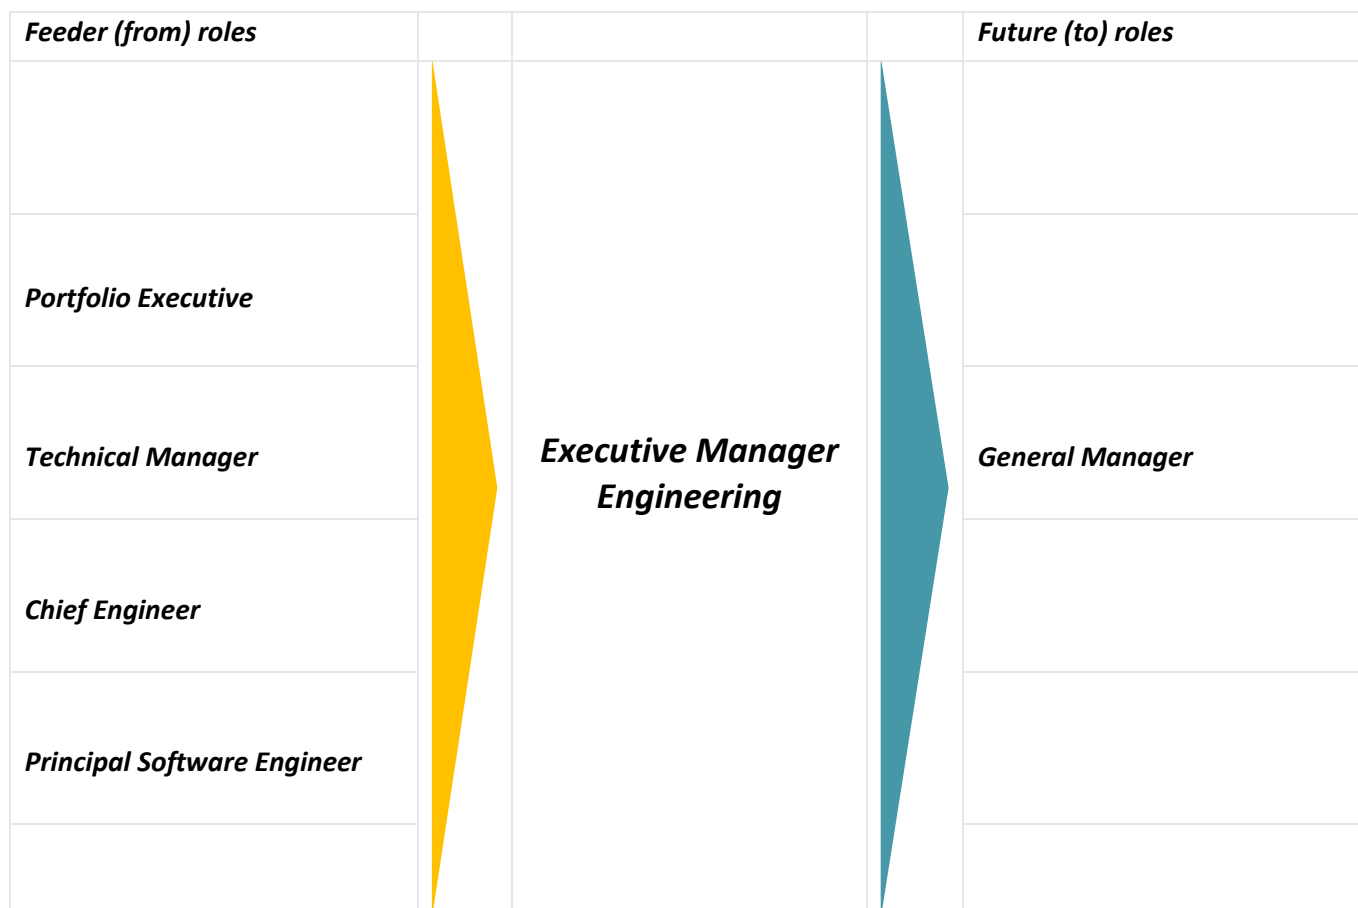 Feeder (from) roles
Future (to) roles
Portfolio Executive
Technical Manager
Executive Manager
Engineering
General Manager
Chief Engineer
Principal Software Engineer